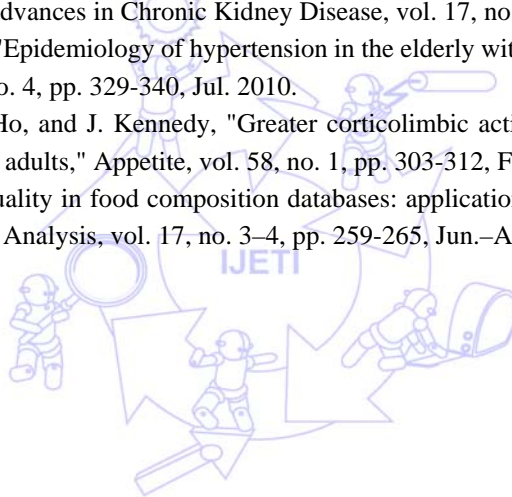 dvances in Chronic Kidney Disease, vol. 17, no.
"Epidemiology of hypertension in the elderly wit
o. 4, pp. 329-340, Jul. 2010.
Ho, and J. Kennedy, "Greater corticolimbic acti
adults," Appetite, vol. 58, no. 1, pp. 303-312, F
uality in food composition databases: application
Analysis, vol. 17, no. 3–4, pp. 259-265, Jun.–A
IJETI